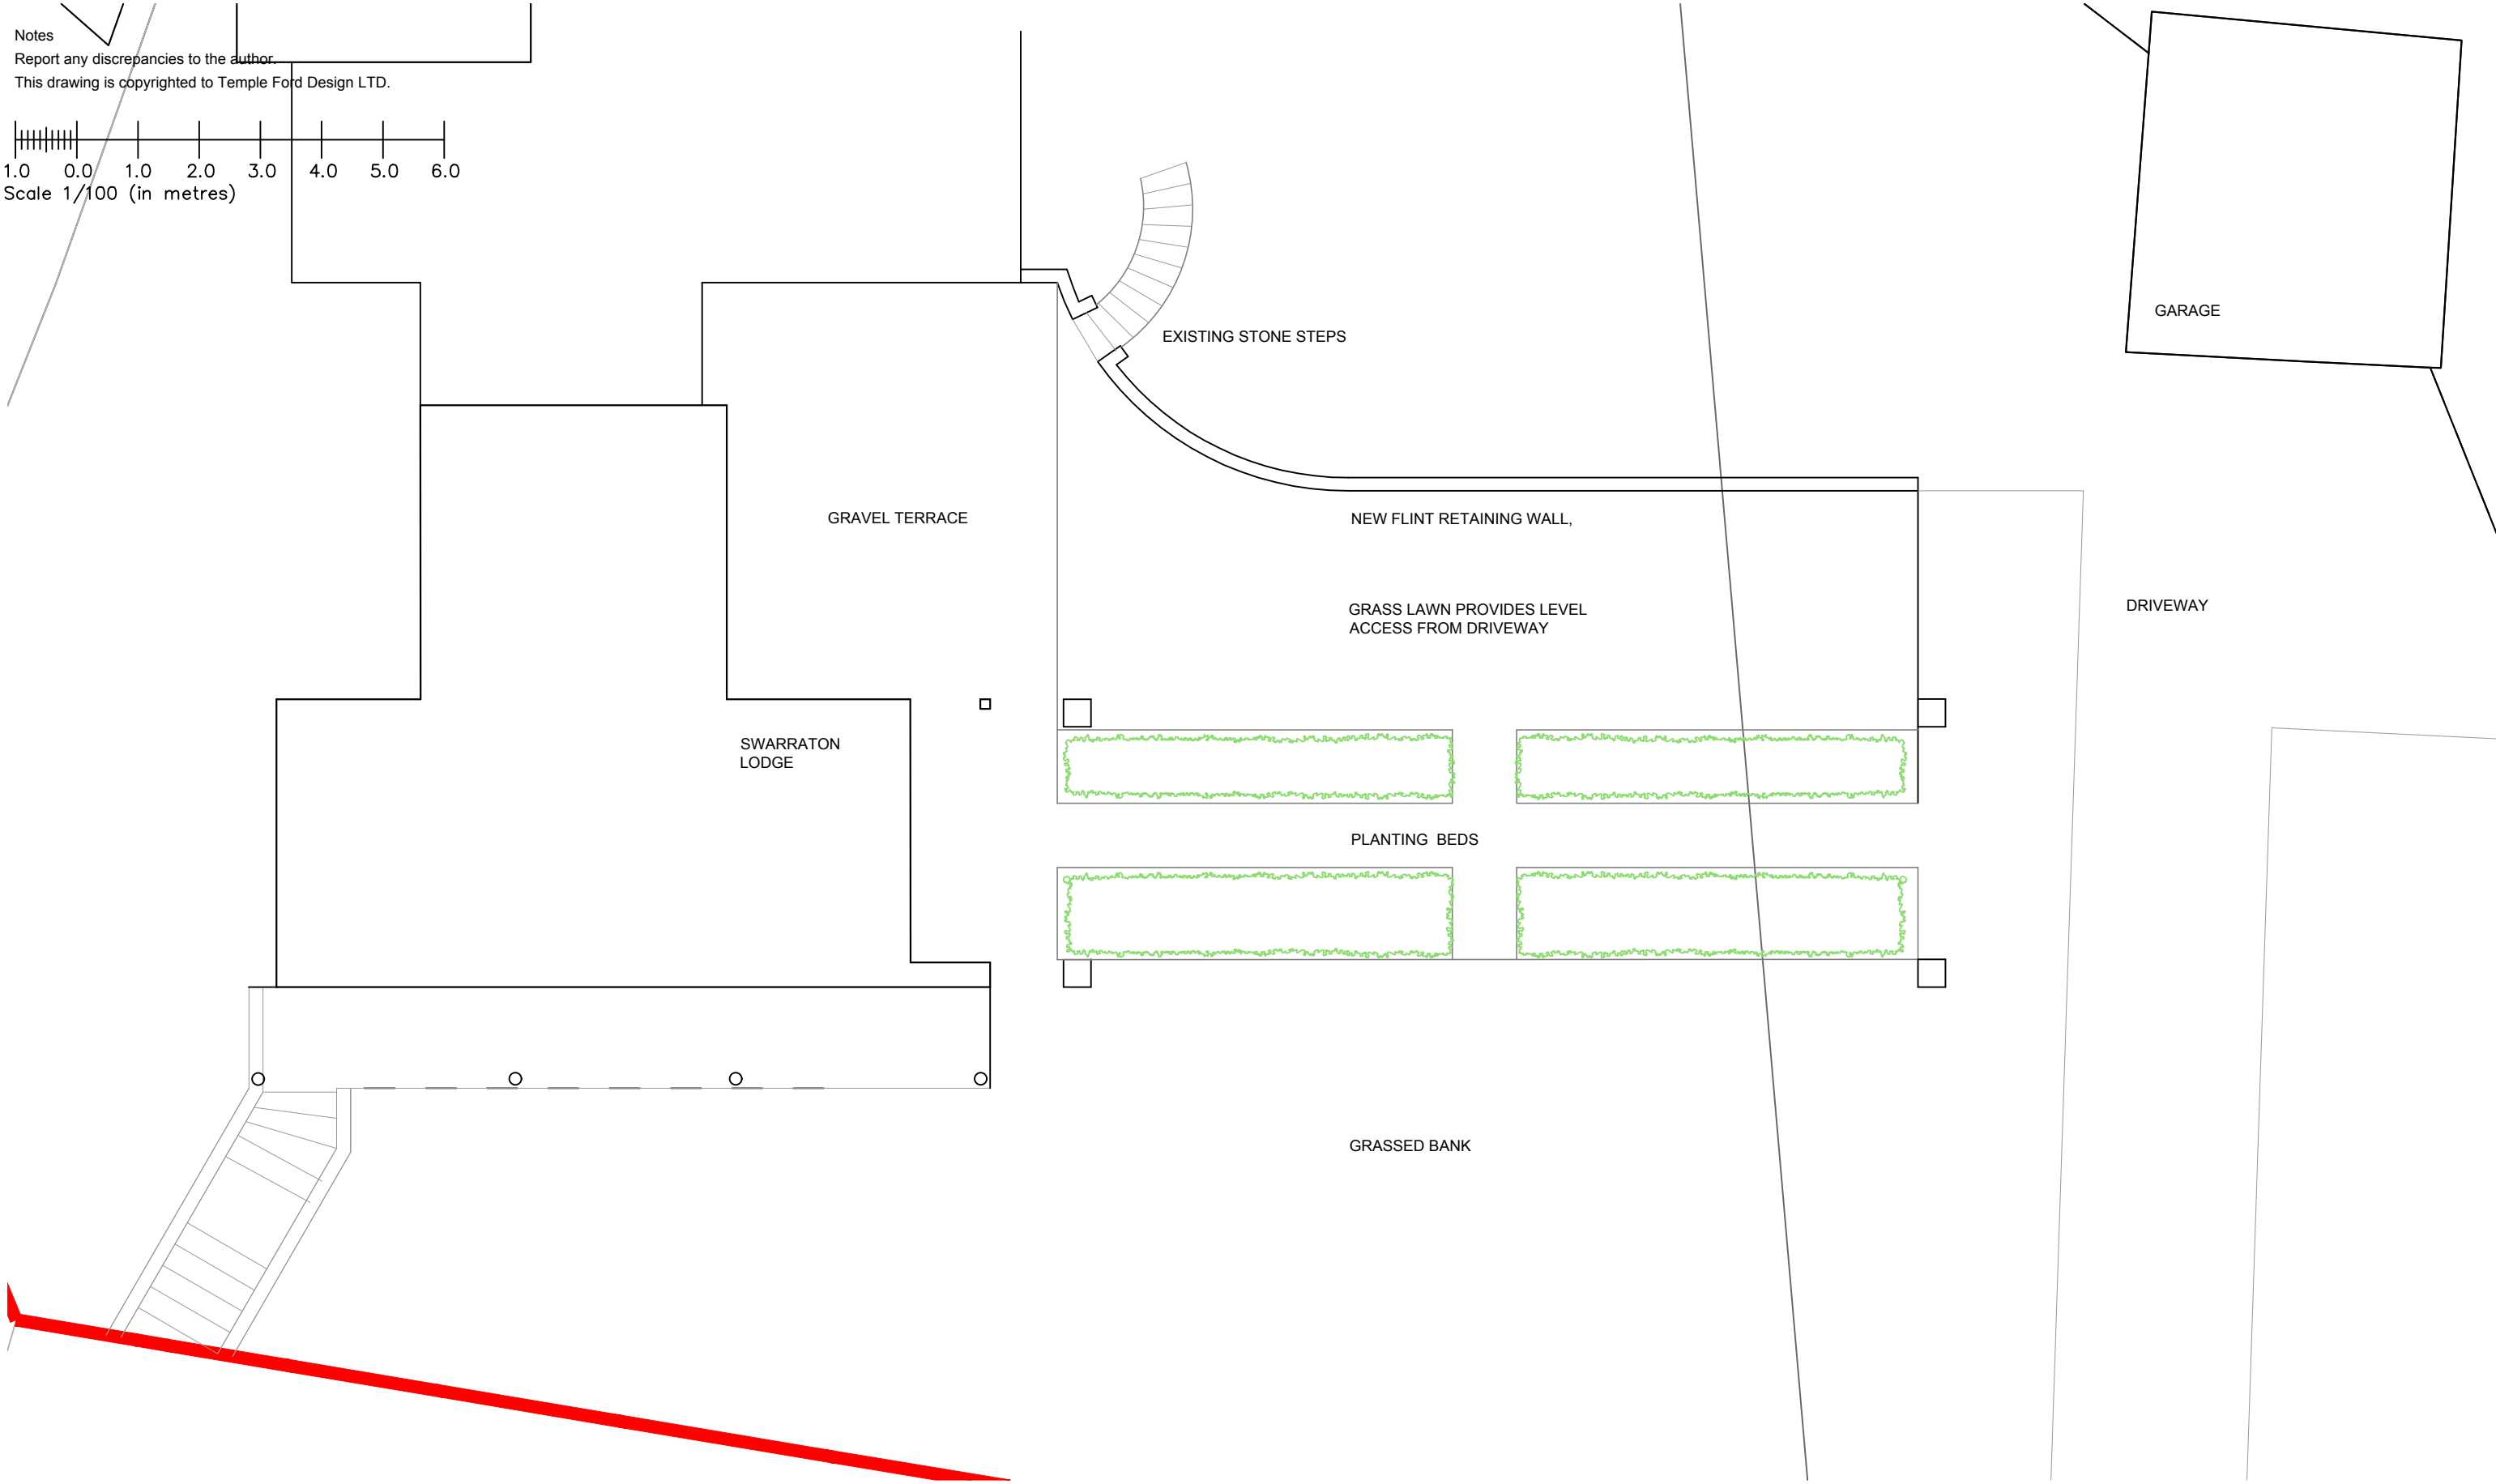 Notes
Report any discrepancies to the author.
This drawing is copyrighted to Temple Ford Design LTD.
1.0 0.0 1.0 2.0 3.0 4.0 5.0 6.0
Scale 1/100 (in metres)
GARAGE
EXISTING STONE STEPS
GRAVEL TERRACE
NEW FLINT RETAINING WALL,
GRASS LAWN PROVIDES LEVEL
ACCESS FROM DRIVEWAY
DRIVEWAY
SWARRATON
LODGE
PLANTING BEDS
GRASSED BANK